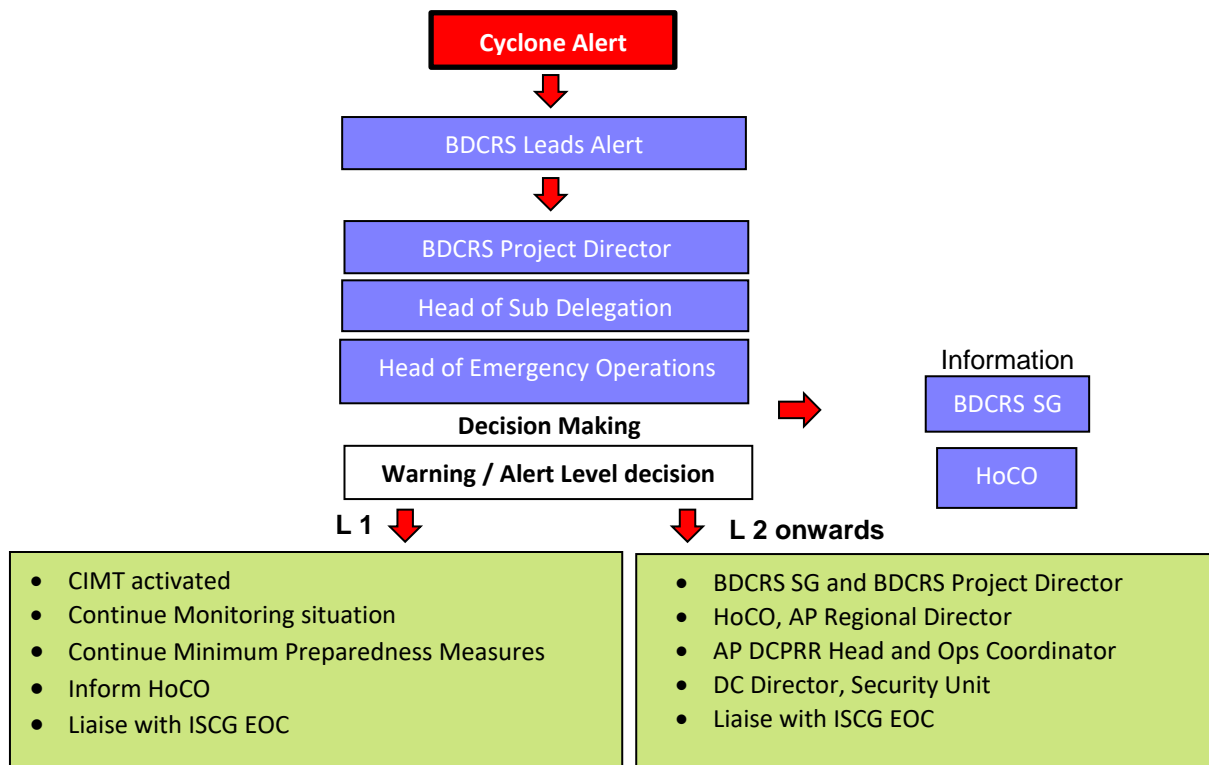 Cyclone Alert
BDCRS Leads Alert
BDCRS Project Director
Head of Sub Delegation
Head of Emergency Operations
Information
BDCRS SG
HoCO
Decision Making
Warning / Alert Level decision
L 1
L 2 onwards
• CIMT activated
• Continue Monitoring situation
• Continue Minimum Preparedness Measures
• Inform HoCO
• Liaise with ISCG EOC
• BDCRS SG and BDCRS Project Director
• HoCO, AP Regional Director
• AP DCPRR Head and Ops Coordinator
• DC Director, Security Unit
• Liaise with ISCG EOC